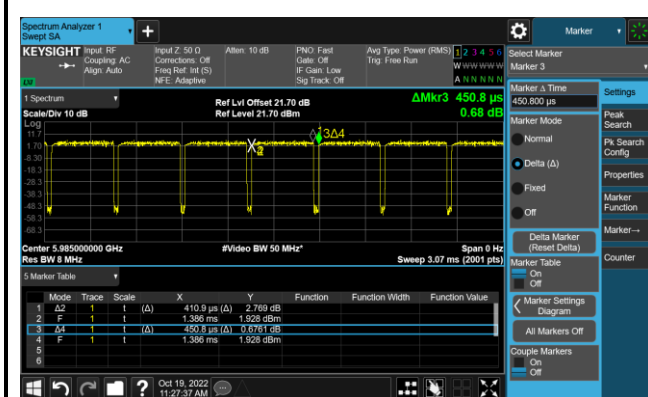 Spectrum Analyzer 1
Swept SA
+
Marker
KEYSIGHT Input: RF Input Z: 50 Ω Atten: 10 dB PNO: Fast Avg Type: Power (RMS) 1 2 3 4 5 6
Coupling: AC Corrections: Off Gate: Off Trig: Free Run W W W W W W
Align: Auto Freq Ref: Int (S) IF Gain: Low A N N N N N
NFE: Adaptive Sig Track: Off
Select Marker
Marker 3
1 Spectrum
Scale/Div 10 dB
Ref Lvl Offset 21.70 dB
Ref Level 21.70 dBm
ΔMkr3 450.8 µs
0.68 dB
Log
11.7
1.70
-8.30
-18.3
-28.3
-38.3
-48.3
-58.3
-68.3
2
3Δ4
Center 5.985000000 GHz #Video BW 50 MHz* Span 0 Hz
Res BW 8 MHz Sweep 3.07 ms (2001 pts)
5 Marker Table
Mode Trace Scale X Y Function Function Width Function Value
1 Δ2 1 t (Δ) 410.9 µs (Δ) 2.769 dB
2 F 1 t 1.386 ms 1.928 dBm
3 Δ4 1 t (Δ) 450.8 µs (Δ) 0.6761 dB
4 F 1 t 1.386 ms 1.928 dBm
5
6
Marker Δ Time
450.800 µs
Marker Mode
Normal
Delta (Δ)
Fixed
Off
Delta Marker
(Reset Delta)
Marker Table
On
Off
Marker Settings
Diagram
All Markers Off
Couple Markers
On
Off
Settings
Peak
Search
Pk Search
Config
Properties
Marker
Function
Marker→
Counter
? Oct 19, 2022
11:27:37 AM